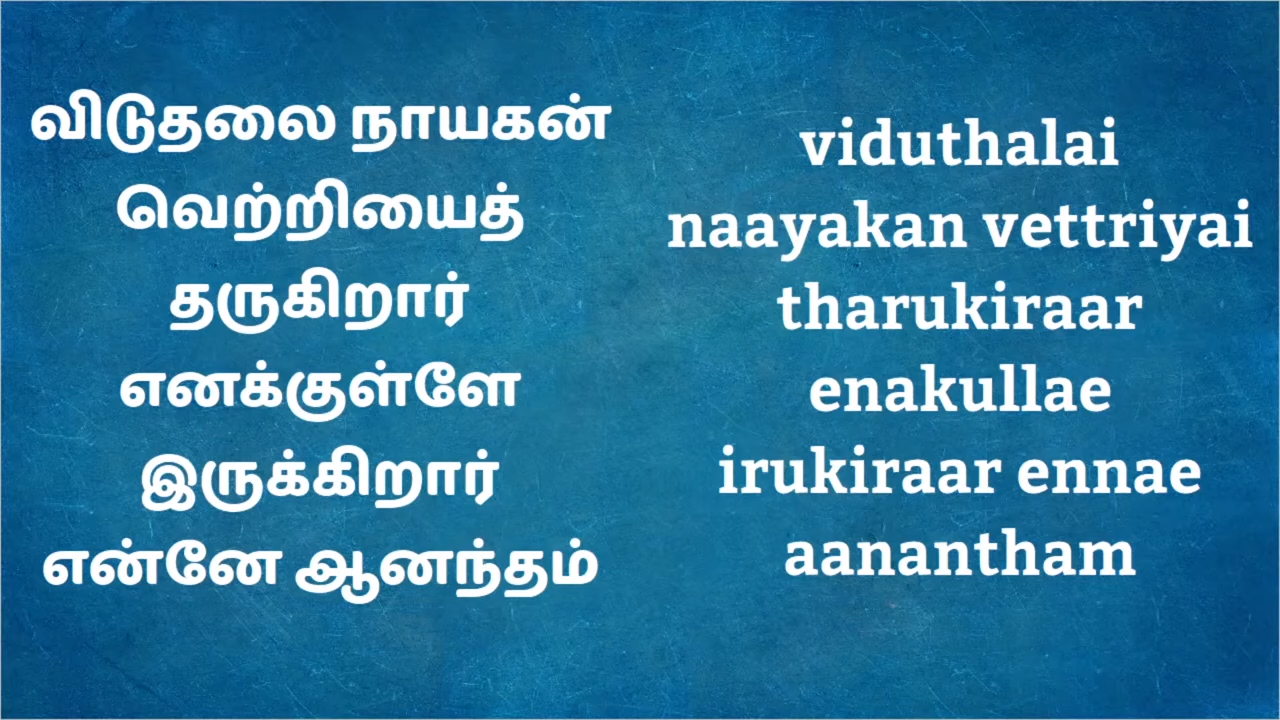 விடுதலை நாயகன்
வெற்றியைத்
தருகிறார்
எனக்குள்ளே
இருக்கிறார்
என்னே ஆனந்தம்
viduthalai
naayakan vettriyai
tharukiraar
enakullae
irukiraar ennae
aanantham